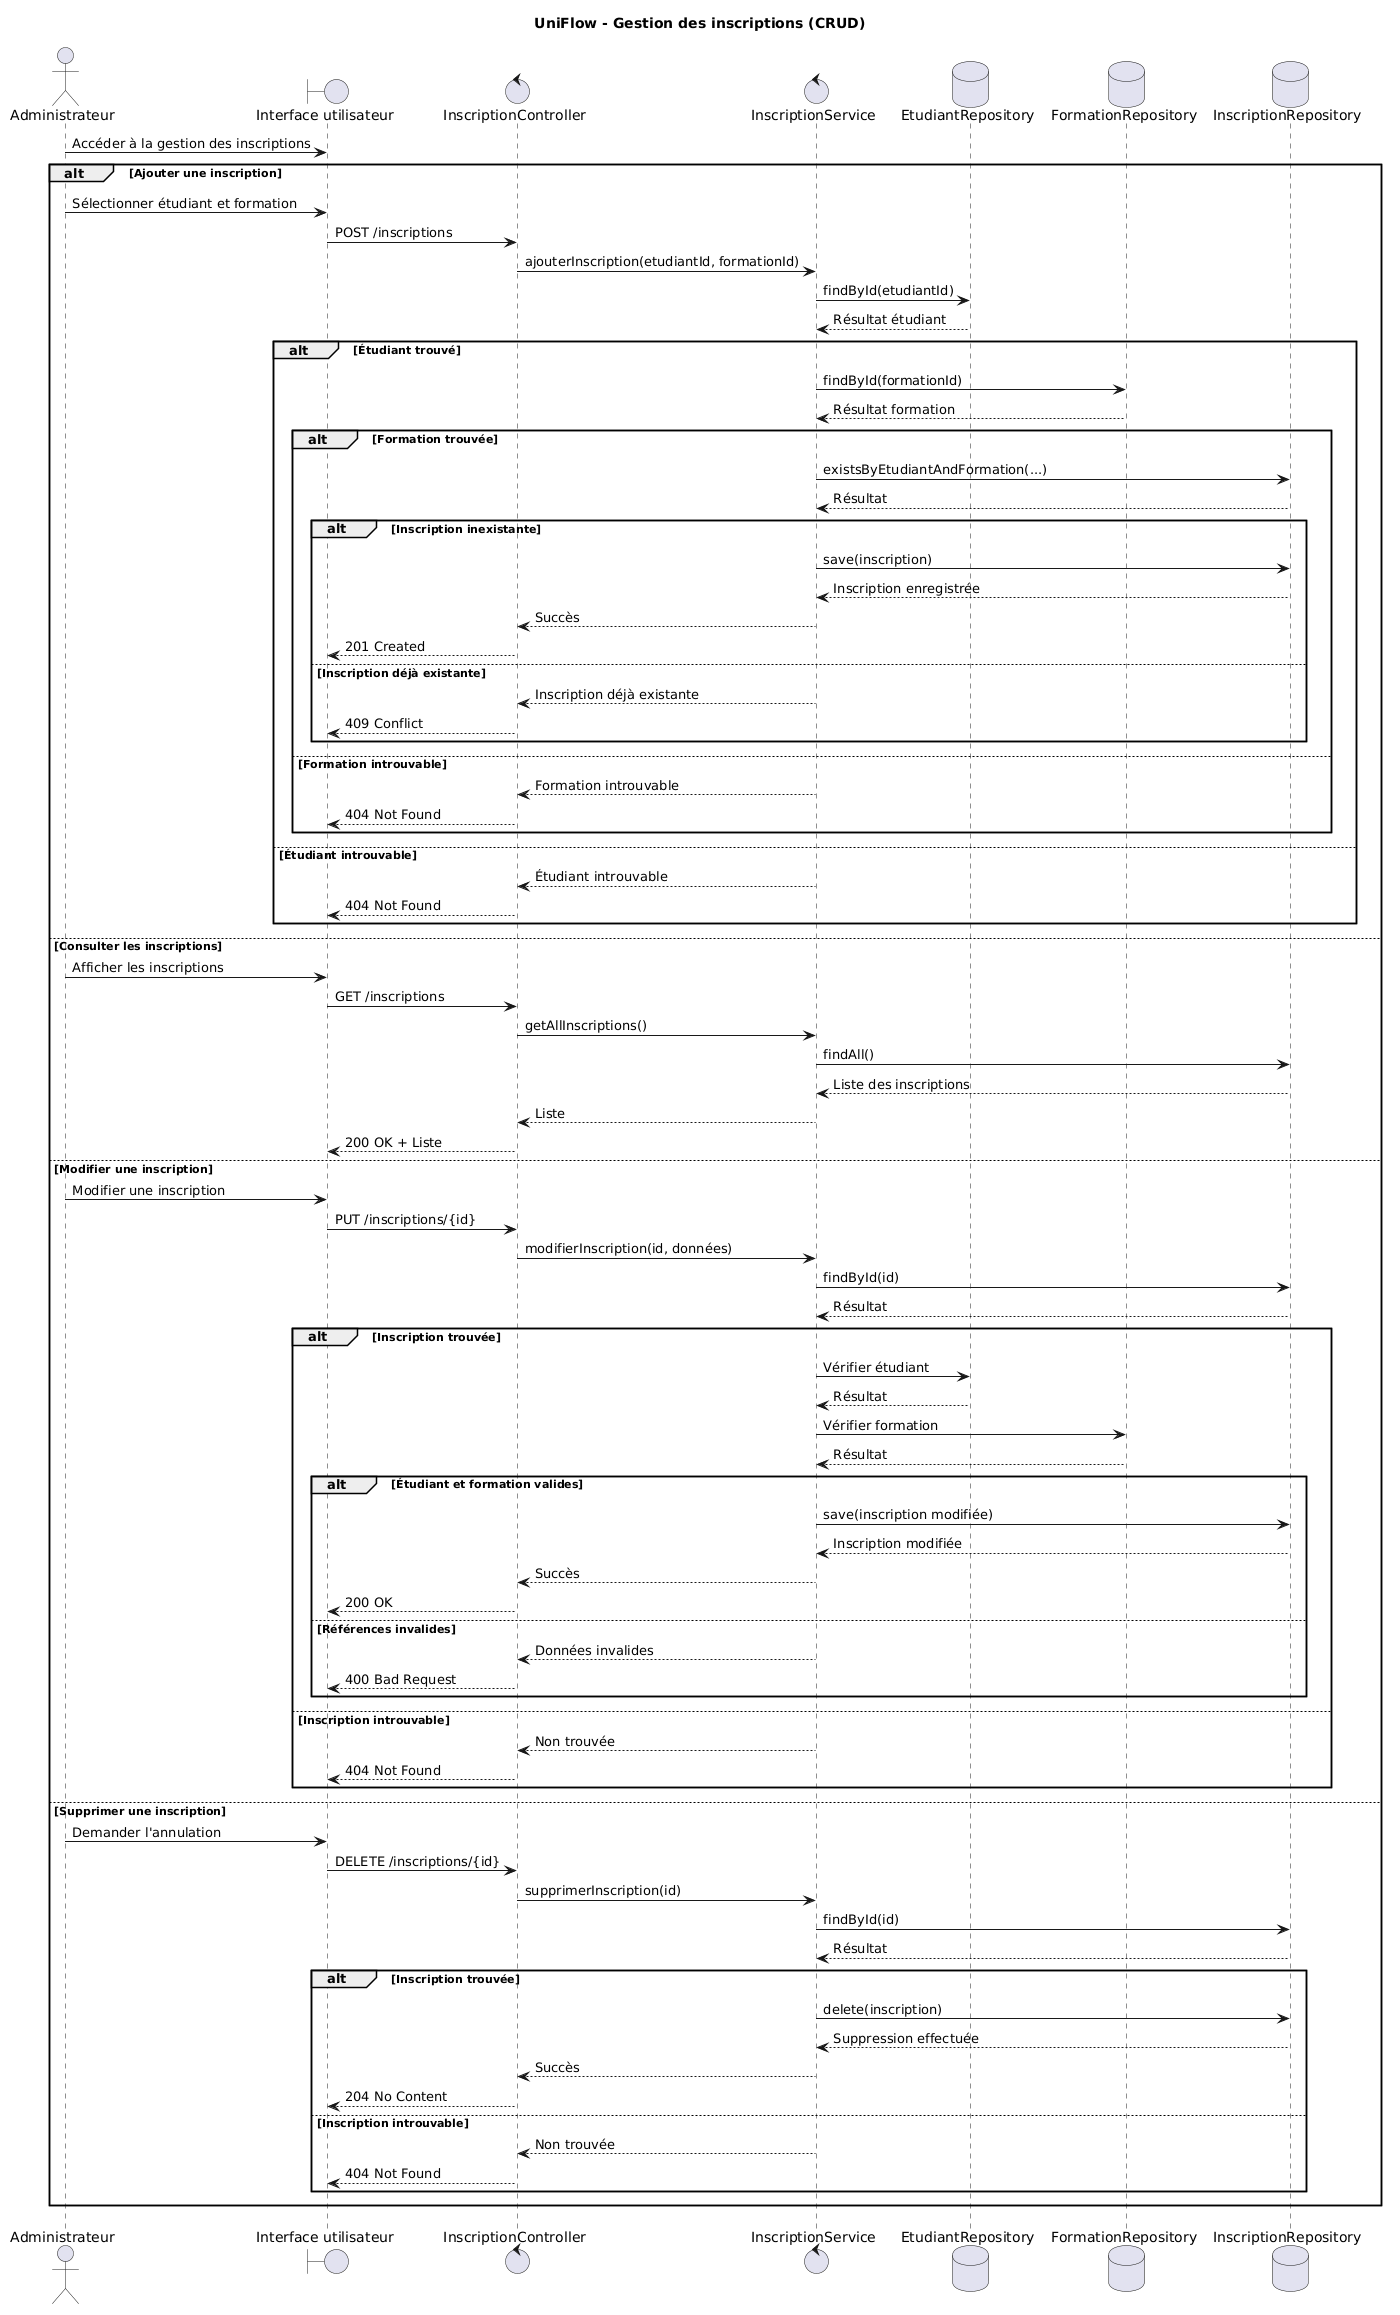 UniFlow - Gestion des inscriptions (CRUD)
Administrateur
Interface utilisateur
InscriptionController
InscriptionService
EtudiantRepository
FormationRepository
InscriptionRepository
Accéder à la gestion des inscriptions
alt [Ajouter une inscription]
Sélectionner étudiant et formation
POST /inscriptions
ajouterInscription(etudiantId, formationId)
findById(etudiantId)
Résultat étudiant
alt [Étudiant trouvé]
findById(formationId)
Résultat formation
alt [Formation trouvée]
existsByEtudiantAndFormation(...)
Résultat
alt [Inscription inexistante]
save(inscription)
Inscription enregistrée
Succès
201 Created
[Inscription déjà existante]
Inscription déjà existante
409 Conflict
[Formation introuvable]
Formation introuvable
404 Not Found
[Étudiant introuvable]
Étudiant introuvable
404 Not Found
[Consulter les inscriptions]
Afficher les inscriptions
GET /inscriptions
getAllInscriptions()
findAll()
Liste des inscriptions
Liste
200 OK + Liste
[Modifier une inscription]
Modifier une inscription
PUT /inscriptions/{id}
modifierInscription(id, données)
findById(id)
Résultat
alt [Inscription trouvée]
Vérifier étudiant
Résultat
Vérifier formation
Résultat
alt [Étudiant et formation valides]
save(inscription modifiée)
Inscription modifiée
Succès
200 OK
[Références invalides]
Données invalides
400 Bad Request
[Inscription introuvable]
Non trouvée
404 Not Found
[Supprimer une inscription]
Demander l'annulation
DELETE /inscriptions/{id}
supprimerInscription(id)
findById(id)
Résultat
alt [Inscription trouvée]
delete(inscription)
Suppression effectuée
Succès
204 No Content
[Inscription introuvable]
Non trouvée
404 Not Found
Administrateur
Interface utilisateur
InscriptionController
InscriptionService
EtudiantRepository
FormationRepository
InscriptionRepository